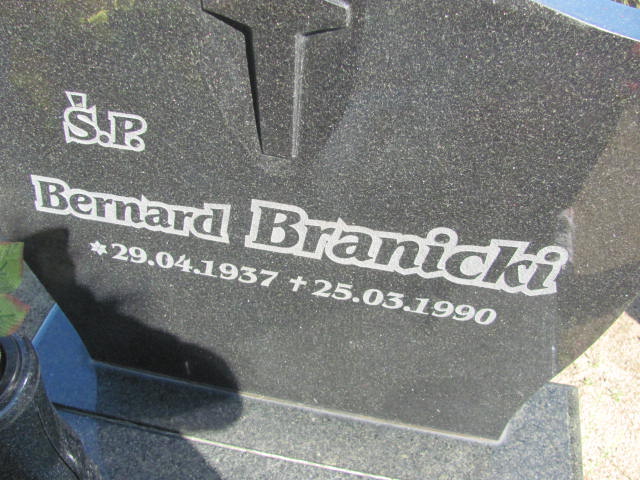 Ś.P.
Bernard Branicki
*29.04.1937 †25.03.1990